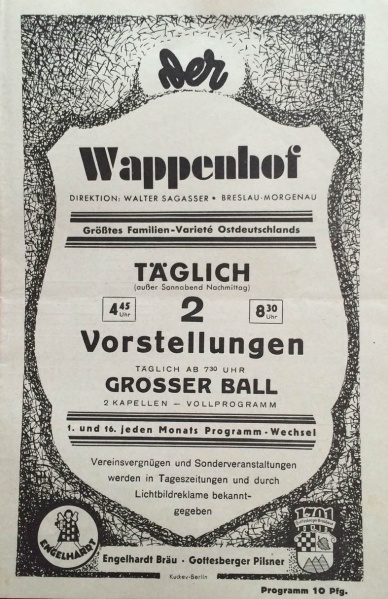 Der
Wappenhof
DIREKTION: WALTER SAGASSER • BRESLAU-MORGENAU
Größtes Familien-Varieté Ostdeutschlands
TÄGLICH
(außer Sonnabend Nachmittag)
4 45 Uhr 2 8 30 Uhr
Vorstellungen
TÄGLICH AB 7 30 UHR
GROSSER BALL
2 KAPELLEN — VOLLPROGRAMM
1. und 16. jeden Monats Programm-Wechsel
Vereinsvergnügen und Sonderveranstaltungen
werden in Tageszeitungen und durch
Lichtbildreklame bekannt-
gegeben
ENGELHARDT
1701
Engelhardt Bräu · Gottesberger Pilsner
Kuckey-Berlin
Programm 10 Pfg.